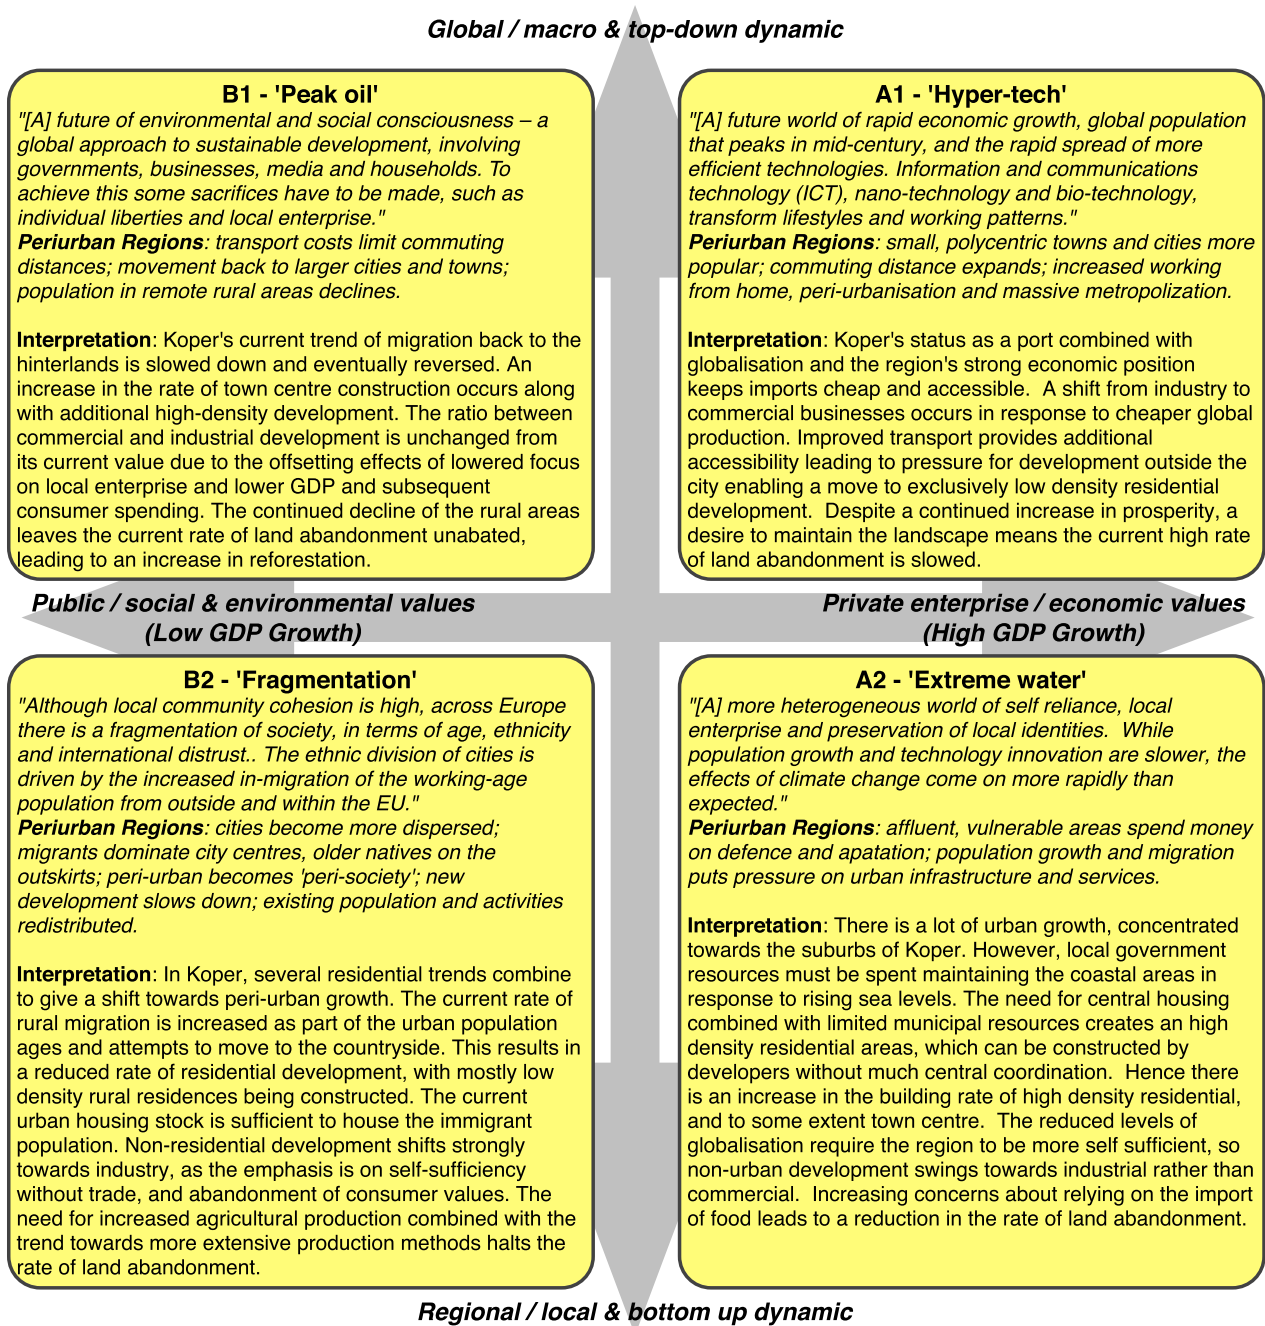 Global / macro & top-down dynamic
B1 - 'Peak oil'
"[A] future of environmental and social consciousness – a
global approach to sustainable development, involving
governments, businesses, media and households. To
achieve this some sacrifices have to be made, such as
individual liberties and local enterprise."
Periurban Regions: transport costs limit commuting
distances; movement back to larger cities and towns;
population in remote rural areas declines.
Interpretation: Koper's current trend of migration back to the
hinterlands is slowed down and eventually reversed. An
increase in the rate of town centre construction occurs along
with additional high-density development. The ratio between
commercial and industrial development is unchanged from
its current value due to the offsetting effects of lowered focus
on local enterprise and lower GDP and subsequent
consumer spending. The continued decline of the rural areas
leaves the current rate of land abandonment unabated,
leading to an increase in reforestation.
A1 - 'Hyper-tech'
"[A] future world of rapid economic growth, global population
that peaks in mid-century, and the rapid spread of more
efficient technologies. Information and communications
technology (ICT), nano-technology and bio-technology,
transform lifestyles and working patterns."
Periurban Regions: small, polycentric towns and cities more
popular; commuting distance expands; increased working
from home, peri-urbanisation and massive metropolization.
Interpretation: Koper's status as a port combined with
globalisation and the region's strong economic position
keeps imports cheap and accessible.  A shift from industry to
commercial businesses occurs in response to cheaper global
production. Improved transport provides additional
accessibility leading to pressure for development outside the
city enabling a move to exclusively low density residential
development.  Despite a continued increase in prosperity, a
desire to maintain the landscape means the current high rate
of land abandonment is slowed.
Public / social & environmental values
(Low GDP Growth)
Private enterprise / economic values
(High GDP Growth)
B2 - 'Fragmentation'
"Although local community cohesion is high, across Europe
there is a fragmentation of society, in terms of age, ethnicity
and international distrust.. The ethnic division of cities is
driven by the increased in-migration of the working-age
population from outside and within the EU."
Periurban Regions: cities become more dispersed;
migrants dominate city centres, older natives on the
outskirts; peri-urban becomes 'peri-society'; new
development slows down; existing population and activities
redistributed.
Interpretation: In Koper, several residential trends combine
to give a shift towards peri-urban growth. The current rate of
rural migration is increased as part of the urban population
ages and attempts to move to the countryside. This results in
a reduced rate of residential development, with mostly low
density rural residences being constructed. The current
urban housing stock is sufficient to house the immigrant
population. Non-residential development shifts strongly
towards industry, as the emphasis is on self-sufficiency
without trade, and abandonment of consumer values. The
need for increased agricultural production combined with the
trend towards more extensive production methods halts the
rate of land abandonment.
A2 - 'Extreme water'
"[A] more heterogeneous world of self reliance, local
enterprise and preservation of local identities.  While
population growth and technology innovation are slower, the
effects of climate change come on more rapidly than
expected."
Periurban Regions: affluent, vulnerable areas spend money
on defence and apatation; population growth and migration
puts pressure on urban infrastructure and services.
Interpretation: There is a lot of urban growth, concentrated
towards the suburbs of Koper. However, local government
resources must be spent maintaining the coastal areas in
response to rising sea levels. The need for central housing
combined with limited municipal resources creates an high
density residential areas, which can be constructed by
developers without much central coordination.  Hence there
is an increase in the building rate of high density residential,
and to some extent town centre.  The reduced levels of
globalisation require the region to be more self sufficient, so
non-urban development swings towards industrial rather than
commercial.  Increasing concerns about relying on the import
of food leads to a reduction in the rate of land abandonment.
Regional / local & bottom up dynamic